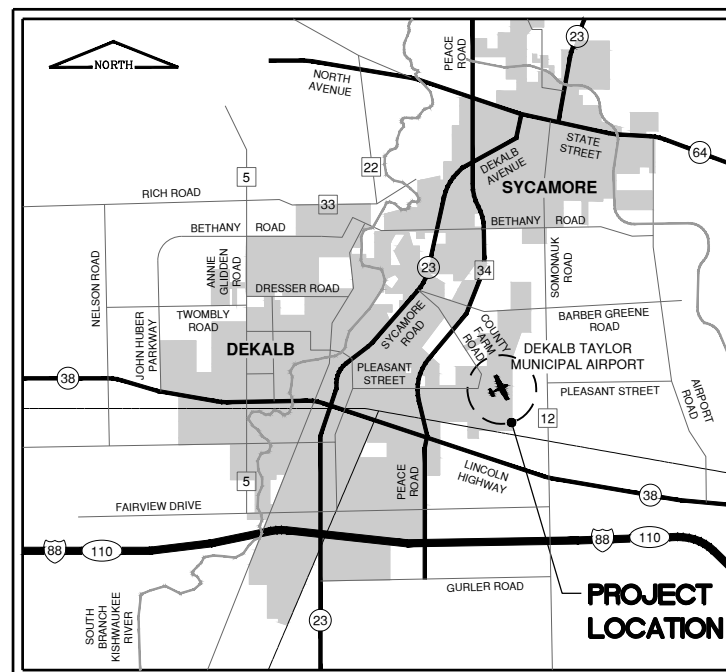 23
PEACE
ROAD
NORTH
NORTH
AVENUE
STATE
STREET
64
DEKALB
AVENUE
22
5
SYCAMORE
RICH ROAD
33
BETHANY ROAD
BETHANY ROAD
NELSON ROAD
ANNIE
GLIDDEN
ROAD
23
34
SOMONAUK
ROAD
DRESSER ROAD
TWOMBLY
ROAD
JOHN HUBER
PARKWAY
SYCAMORE
ROAD
COUNTY
FARM
ROAD
BARBER GREENE
ROAD
DEKALB
DEKALB TAYLOR
MUNICIPAL AIRPORT
PLEASANT
STREET
38
PLEASANT STREET
AIRPORT
ROAD
12
5
PEACE
ROAD
LINCOLN
HIGHWAY
38
FAIRVIEW DRIVE
88
110
88
110
GURLER ROAD
PROJECT
LOCATION
SOUTH
BRANCH
KISHWAUKEE
RIVER
23